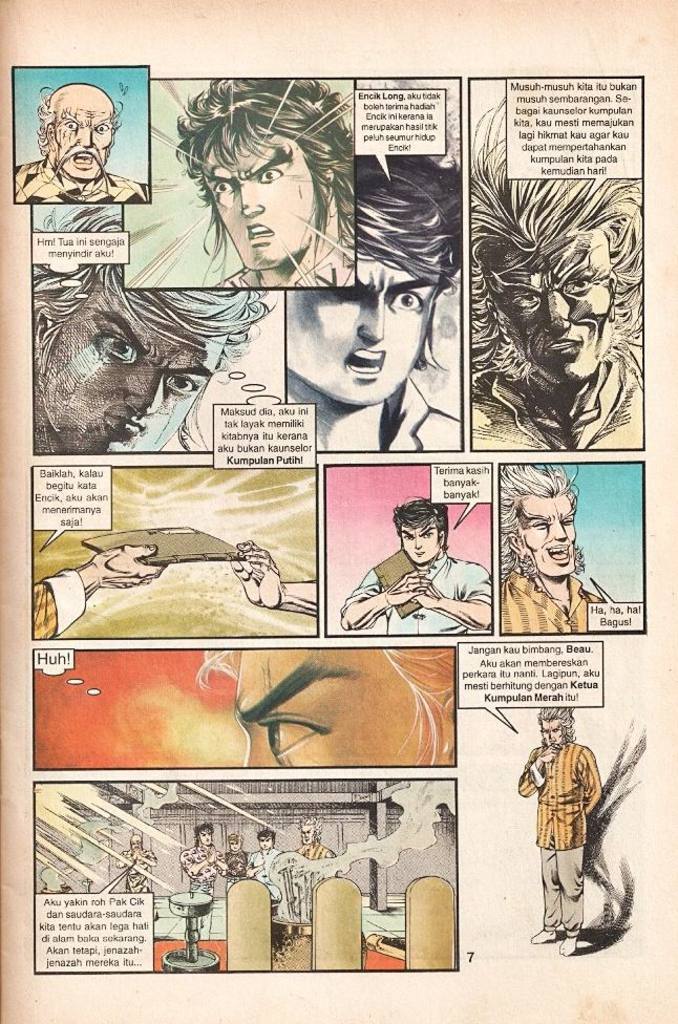 Encik Long, aku tidak
boleh terima hadiah
Encik ini kerana ia
merupakan hasil titik
peluh seumur hidup
Encik!
Musuh-musuh kita itu bukan
musuh sembarangan. Se-
bagai kaunselor kumpulan
kita, kau mesti memajukan
lagi hikmat kau agar kau
dapat mempertahankan
kumpulan kita pada
kemudian hari!
Hm! Tua ini sengaja
menyindir aku!
Maksud dia, aku ini
tak layak memiliki
kitabnya itu kerana
aku bukan kaunselor
Kumpulan Putih!
Baiklah, kalau
begitu kata
Encik, aku akan
menerimanya
saja!
Terima kasih
banyak-
banyak!
Ha, ha, ha!
Bagus!
Huh!
Jangan kau bimbang, Beau.
Aku akan membereskan
perkara itu nanti. Lagipun, aku
mesti berhitung dengan Ketua
Kumpulan Merah itu!
Aku yakin roh Pak Cik
dan saudara-saudara
kita tentu akan lega hati
di alam baka sekarang.
Akan tetapi, jenazah-
jenazah mereka itu...
7